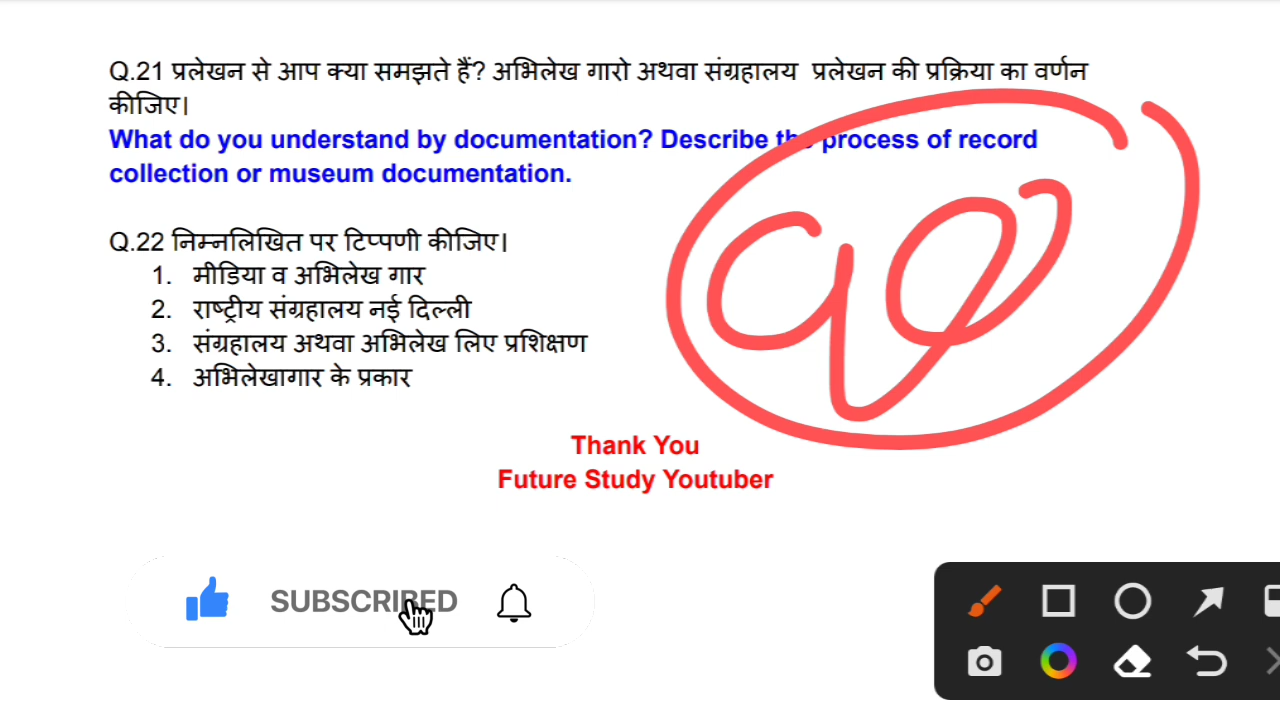 Q.21 प्रलेखन से आप क्या समझते हैं? अभिलेख गारो अथवा संग्रहालय प्रलेखन की प्रक्रिया का वर्णन
कीजिए।
What do you understand by documentation? Describe the process of record
collection or museum documentation.
Q.22 निम्नलिखित पर टिप्पणी कीजिए।
1. मीडिया व अभिलेख गार
2. राष्ट्रीय संग्रहालय नई दिल्ली
3. संग्रहालय अथवा अभिलेख लिए प्रशिक्षण
4. अभिलेखागार के प्रकार
Thank You
Future Study Youtuber
SUBSCRIBED